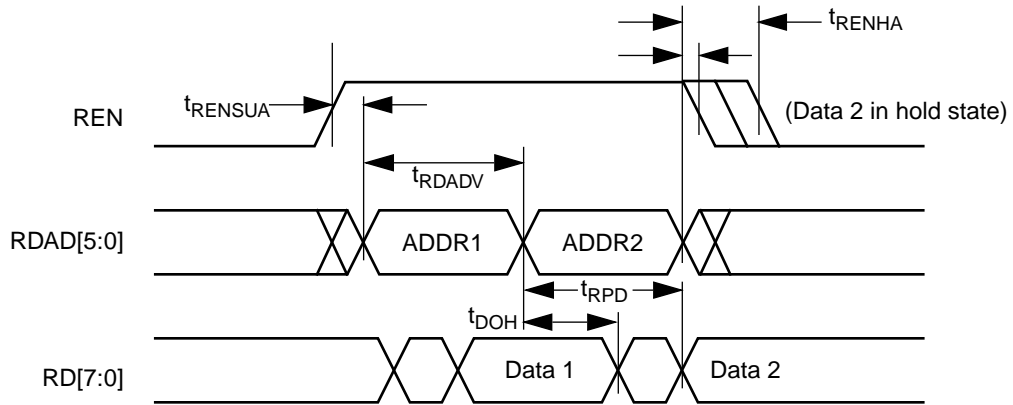 tRENHA
REN
tRENSUA
(Data 2 in hold state)
tRDADV
RDAD[5:0]
ADDR1
ADDR2
tRPD
tDOH
RD[7:0]
Data 1
Data 2